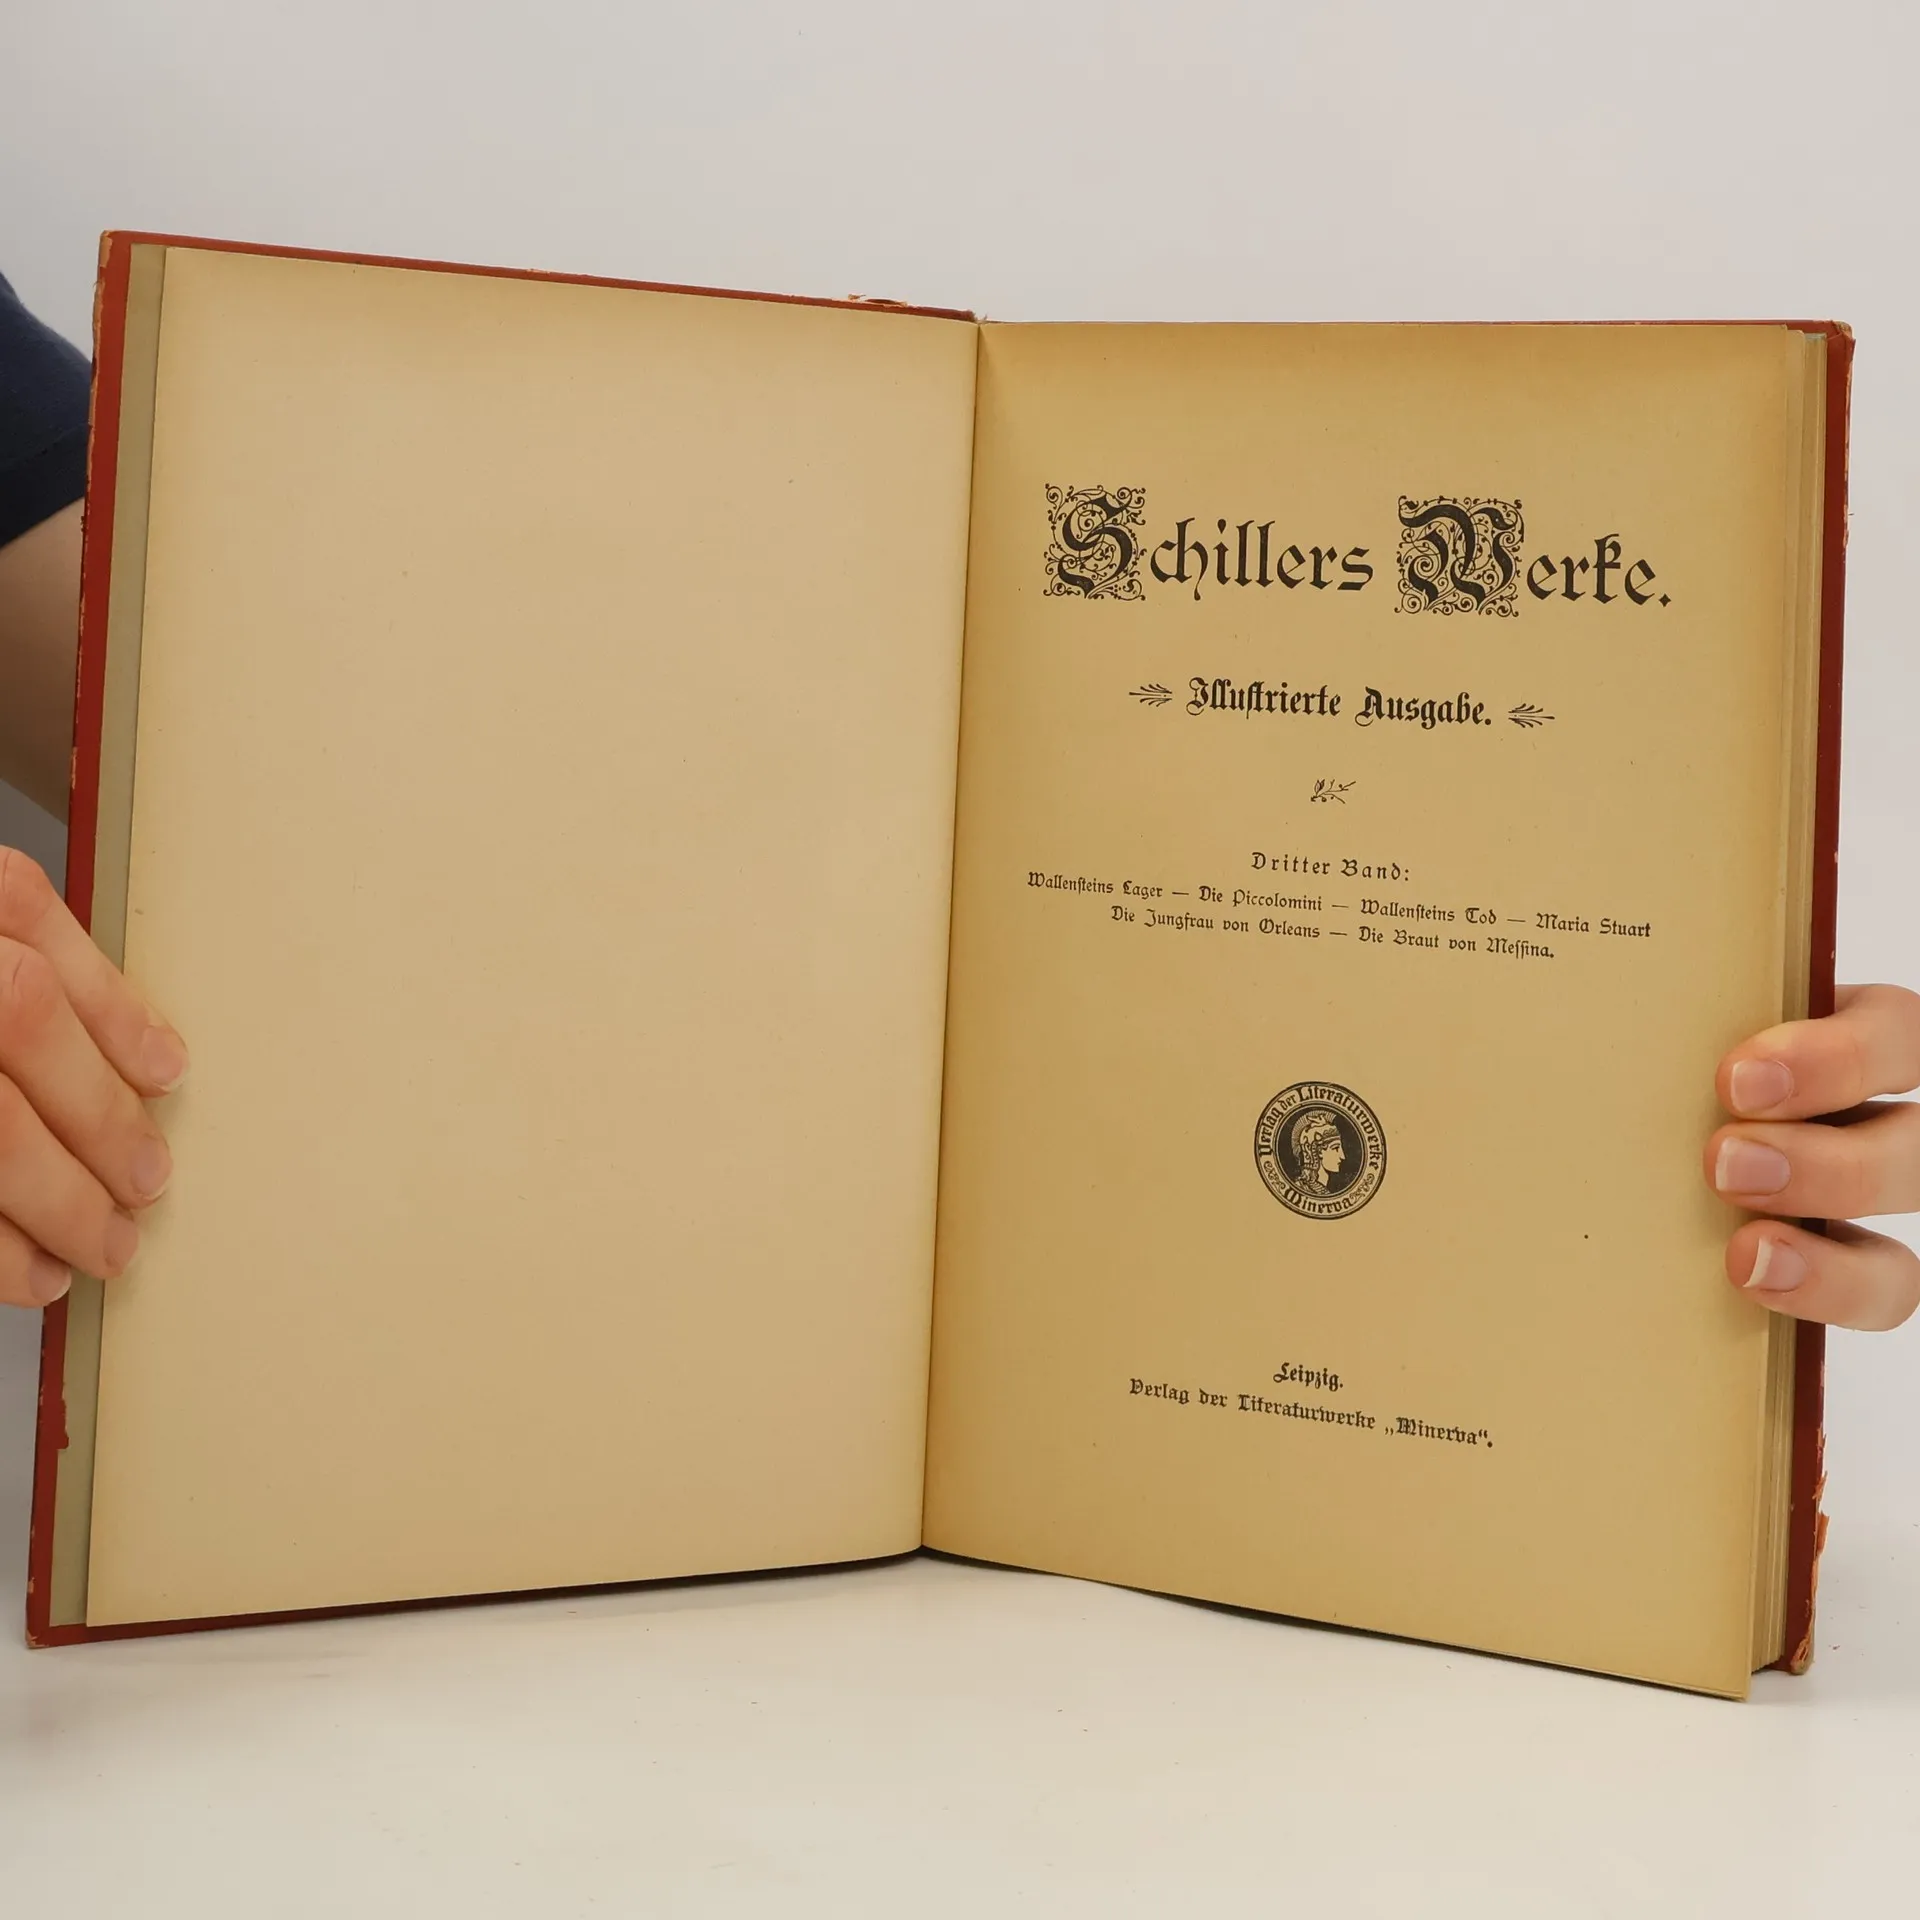 Schillers Werke.
Illuſtrierte Ausgabe.
Dritter Band:
Wallenſteins Lager — Die Piccolomini — Wallenſteins Tod — Maria Stuart
Die Jungfrau von Orleans — Die Braut von Meſſina.
Verlag der Literaturwerke
Minerva
Leipzig.
Verlag der Literaturwerke „Minerva“.